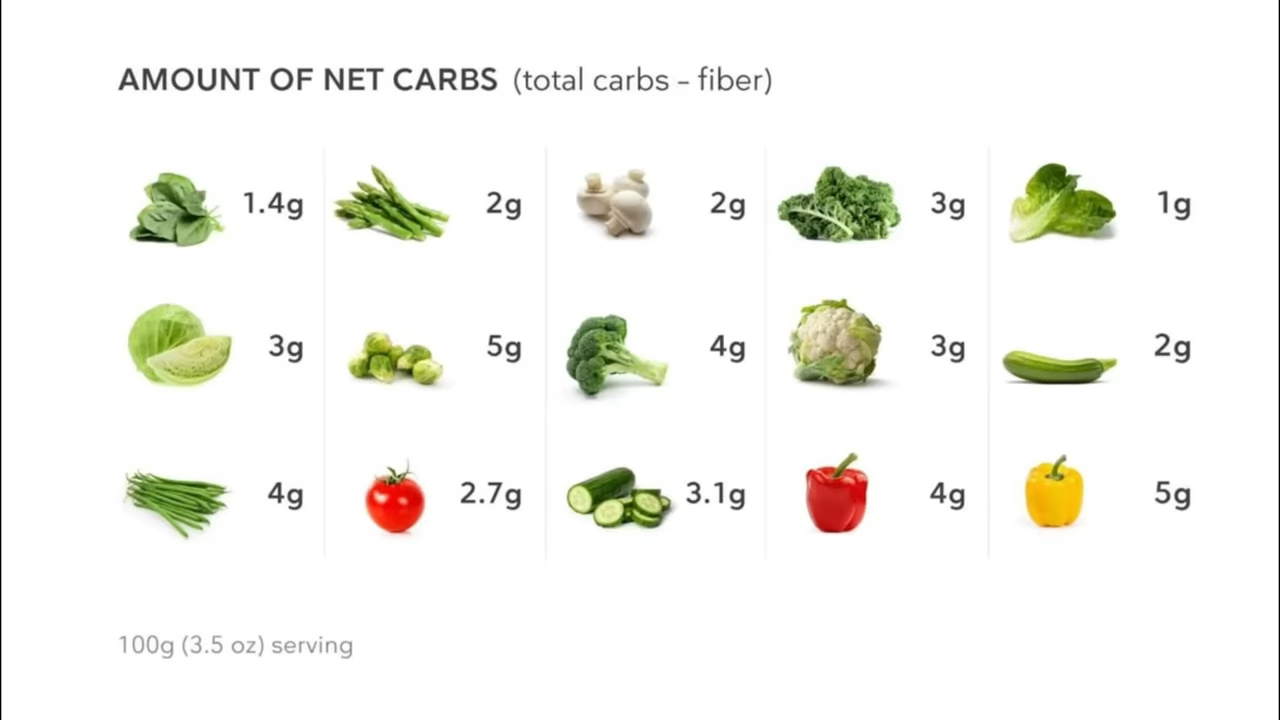 AMOUNT OF NET CARBS (total carbs – fiber)
1.4g 2g 2g 3g 1g
3g 5g 4g 3g 2g
4g 2.7g 3.1g 4g 5g
100g (3.5 oz) serving